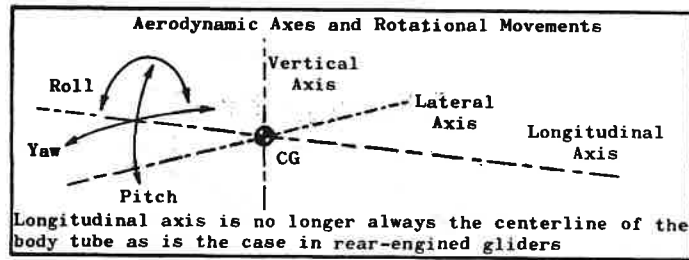 Aerodynamic Axes and Rotational Movements
Vertical
Axis
Roll
Lateral
Axis
Longitudinal
Axis
Yaw
CG
Pitch
Longitudinal axis is no longer always the centerline of the
body tube as is the case in rear-engined gliders